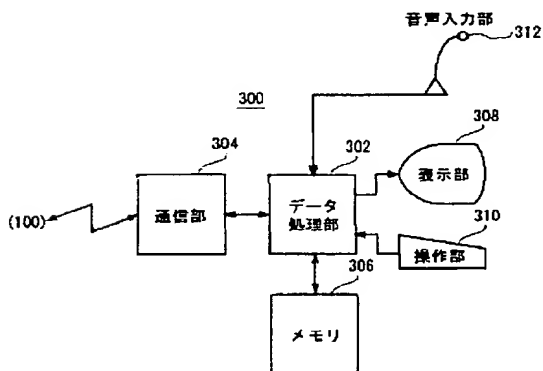 音声入力部
312
300
308
304
302
表示部
(100)
通信部
データ
処理部
310
操作部
306
メモリ